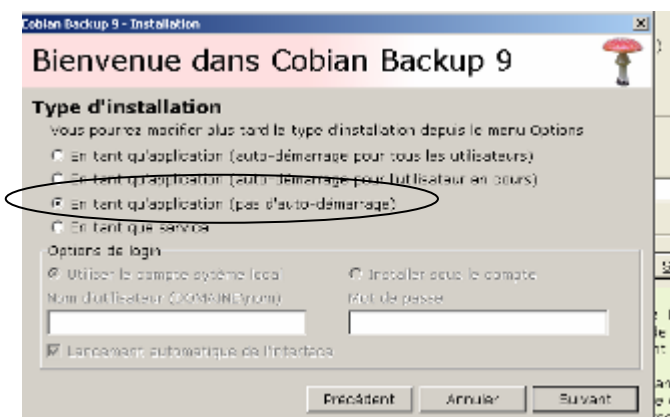 Cobian Backup 9 - Installation
Bienvenue dans Cobian Backup 9
Type d'installation
Vous pourrez modifier plus tard le type d'installation depuis le menu Options
En tant qu'application (auto-démarrage pour tous les utilisateurs)
En tant qu'application (auto-démarrage pour l'utilisateur en cours)
En tant qu'application (pas d'auto-démarrage)
En tant que service
Options de login
Utiliser le compte système local
Installer sous le compte
Nom d'utilisateur (DOMAINE\nom)
Mot de passe
Lancement automatique de l'interface
Précédent
Annuler
Suivant